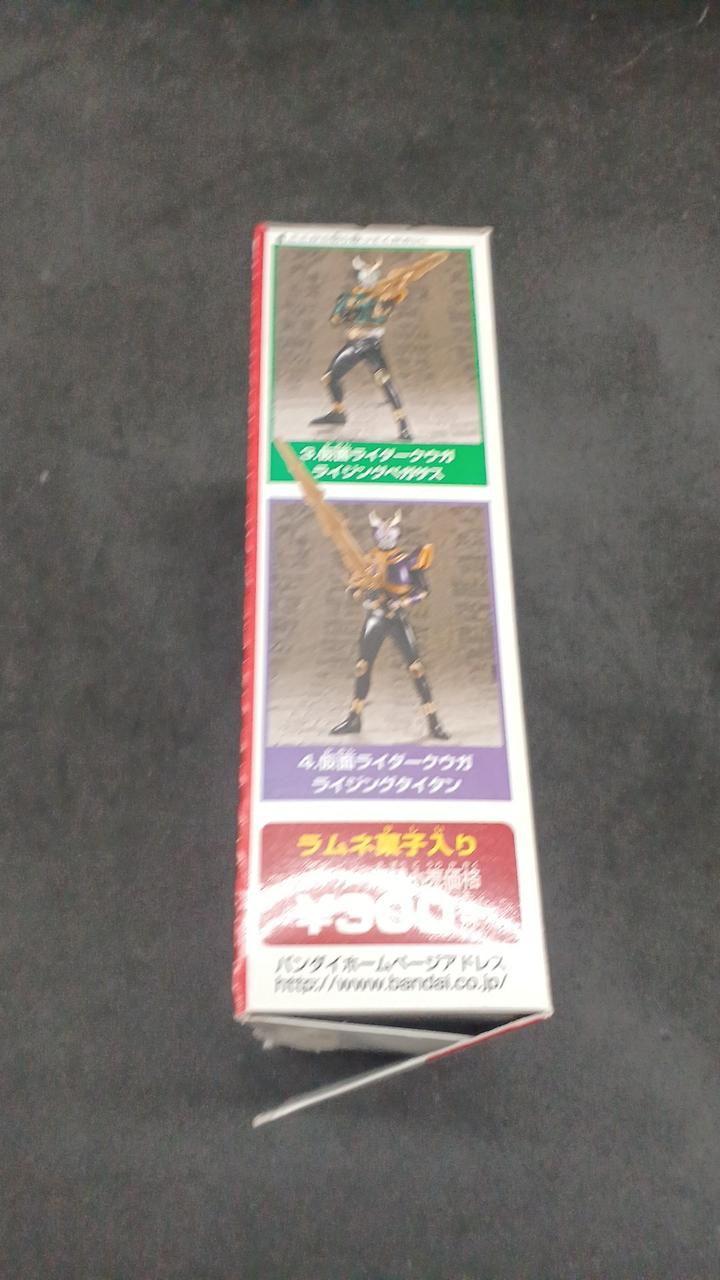 3.仮面ライダークウガ
ライジングペガサス
4.仮面ライダークウガ
ライジングタイタン
ラムネ菓子入り
価格
¥300
バンダイホームページアドレス
http://www.bandai.co.jp/